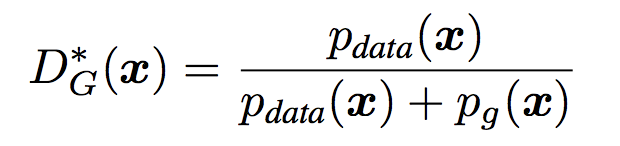 D*_G(x) = p_data(x) / (p_data(x) + p_g(x))